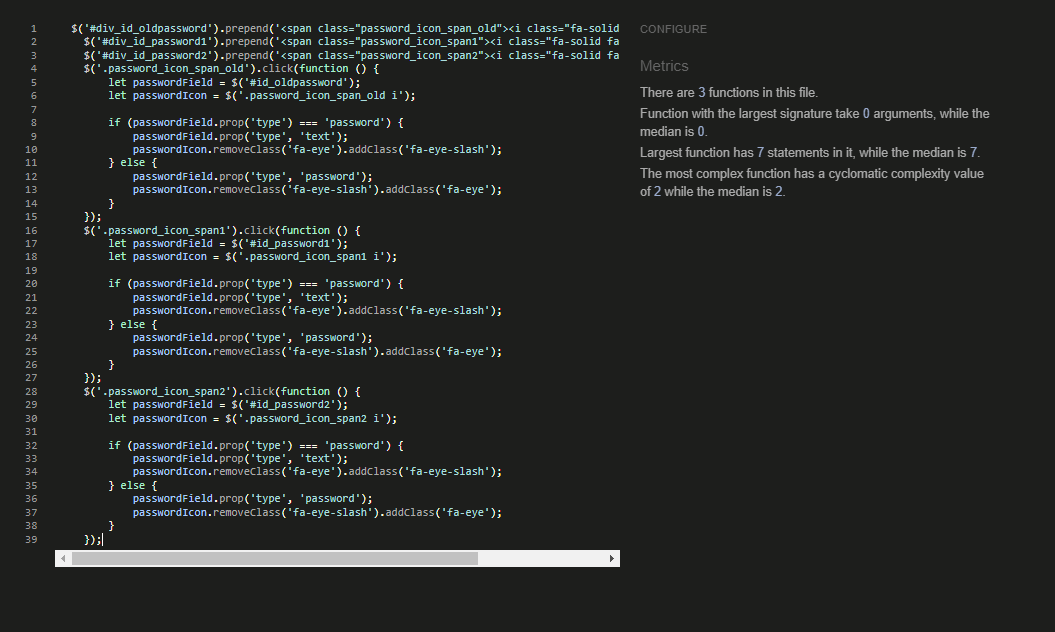 1 $('#div_id_oldpassword').prepend('<span class="password_icon_span_old"><i class="fa-solid
2 $('#div_id_password1').prepend('<span class="password_icon_span1"><i class="fa-solid fa
3 $('#div_id_password2').prepend('<span class="password_icon_span2"><i class="fa-solid fa
4 $('.password_icon_span_old').click(function () {
5 let passwordField = $('#id_oldpassword');
6 let passwordIcon = $('.password_icon_span_old i');
7
8 if (passwordField.prop('type') === 'password') {
9 passwordField.prop('type', 'text');
10 passwordIcon.removeClass('fa-eye').addClass('fa-eye-slash');
11 } else {
12 passwordField.prop('type', 'password');
13 passwordIcon.removeClass('fa-eye-slash').addClass('fa-eye');
14 }
15 });
16 $('.password_icon_span1').click(function () {
17 let passwordField = $('#id_password1');
18 let passwordIcon = $('.password_icon_span1 i');
19
20 if (passwordField.prop('type') === 'password') {
21 passwordField.prop('type', 'text');
22 passwordIcon.removeClass('fa-eye').addClass('fa-eye-slash');
23 } else {
24 passwordField.prop('type', 'password');
25 passwordIcon.removeClass('fa-eye-slash').addClass('fa-eye');
26 }
27 });
28 $('.password_icon_span2').click(function () {
29 let passwordField = $('#id_password2');
30 let passwordIcon = $('.password_icon_span2 i');
31
32 if (passwordField.prop('type') === 'password') {
33 passwordField.prop('type', 'text');
34 passwordIcon.removeClass('fa-eye').addClass('fa-eye-slash');
35 } else {
36 passwordField.prop('type', 'password');
37 passwordIcon.removeClass('fa-eye-slash').addClass('fa-eye');
38 }
39 });
CONFIGURE
Metrics
There are 3 functions in this file.
Function with the largest signature take 0 arguments, while the
median is 0.
Largest function has 7 statements in it, while the median is 7.
The most complex function has a cyclomatic complexity value
of 2 while the median is 2.